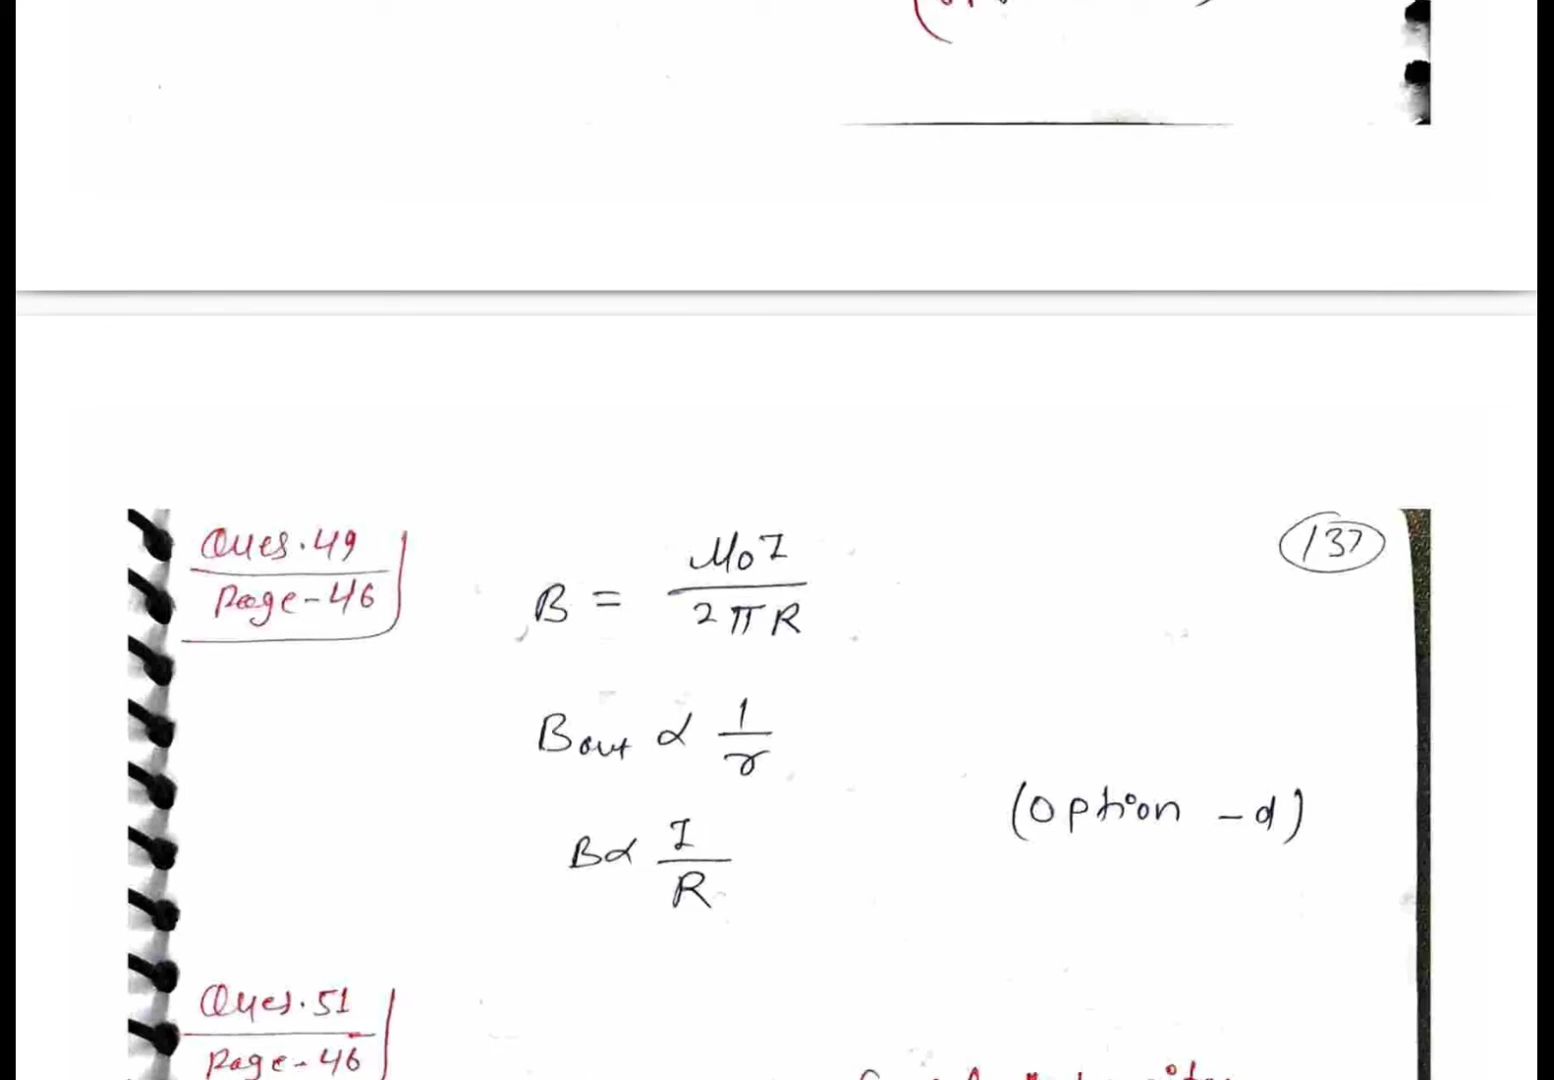 Ques.49
Page-46
B = μ0I / 2πR
137
Bout ∝ 1/r
(option -d)
B∝ I/R
Ques.51
Page-46